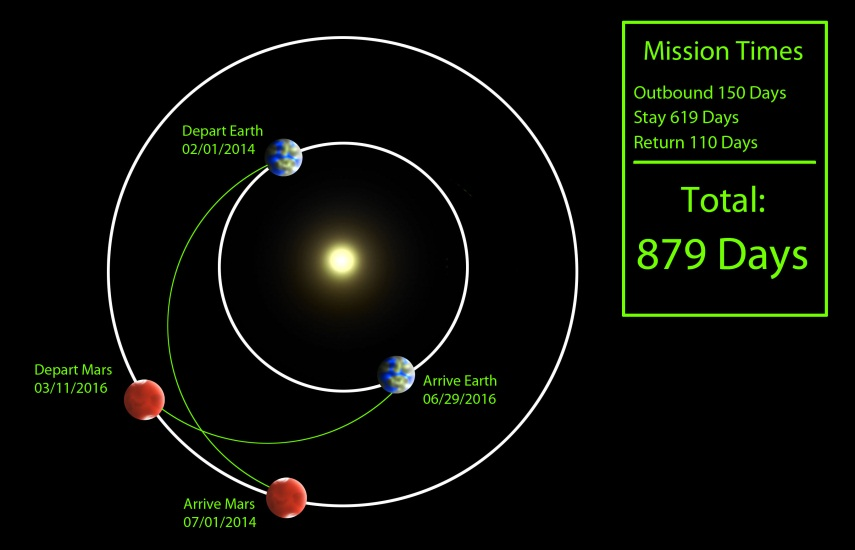 Mission Times
Outbound 150 Days
Stay 619 Days
Return 110 Days
Total:
879 Days
Depart Earth
02/01/2014
Depart Mars
03/11/2016
Arrive Earth
06/29/2016
Arrive Mars
07/01/2014